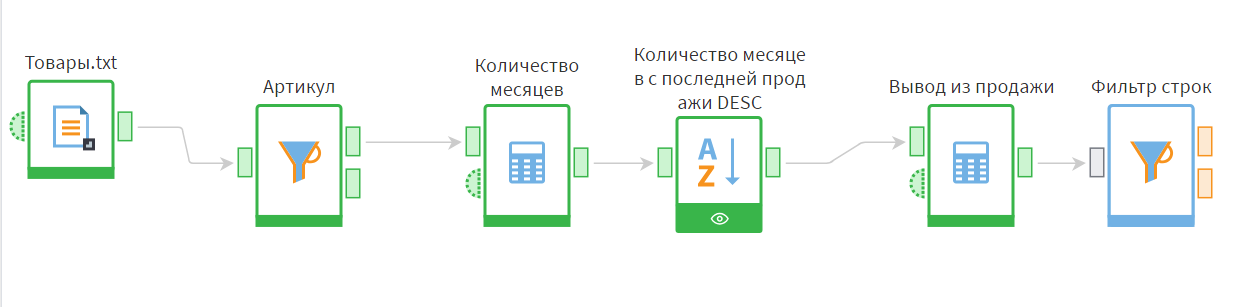 Товары.txt
Артикул
Количество
месяцев
Количество месяце
в с последней прод
ажи DESC
A
Z
Вывод из продажи
Фильтр строк